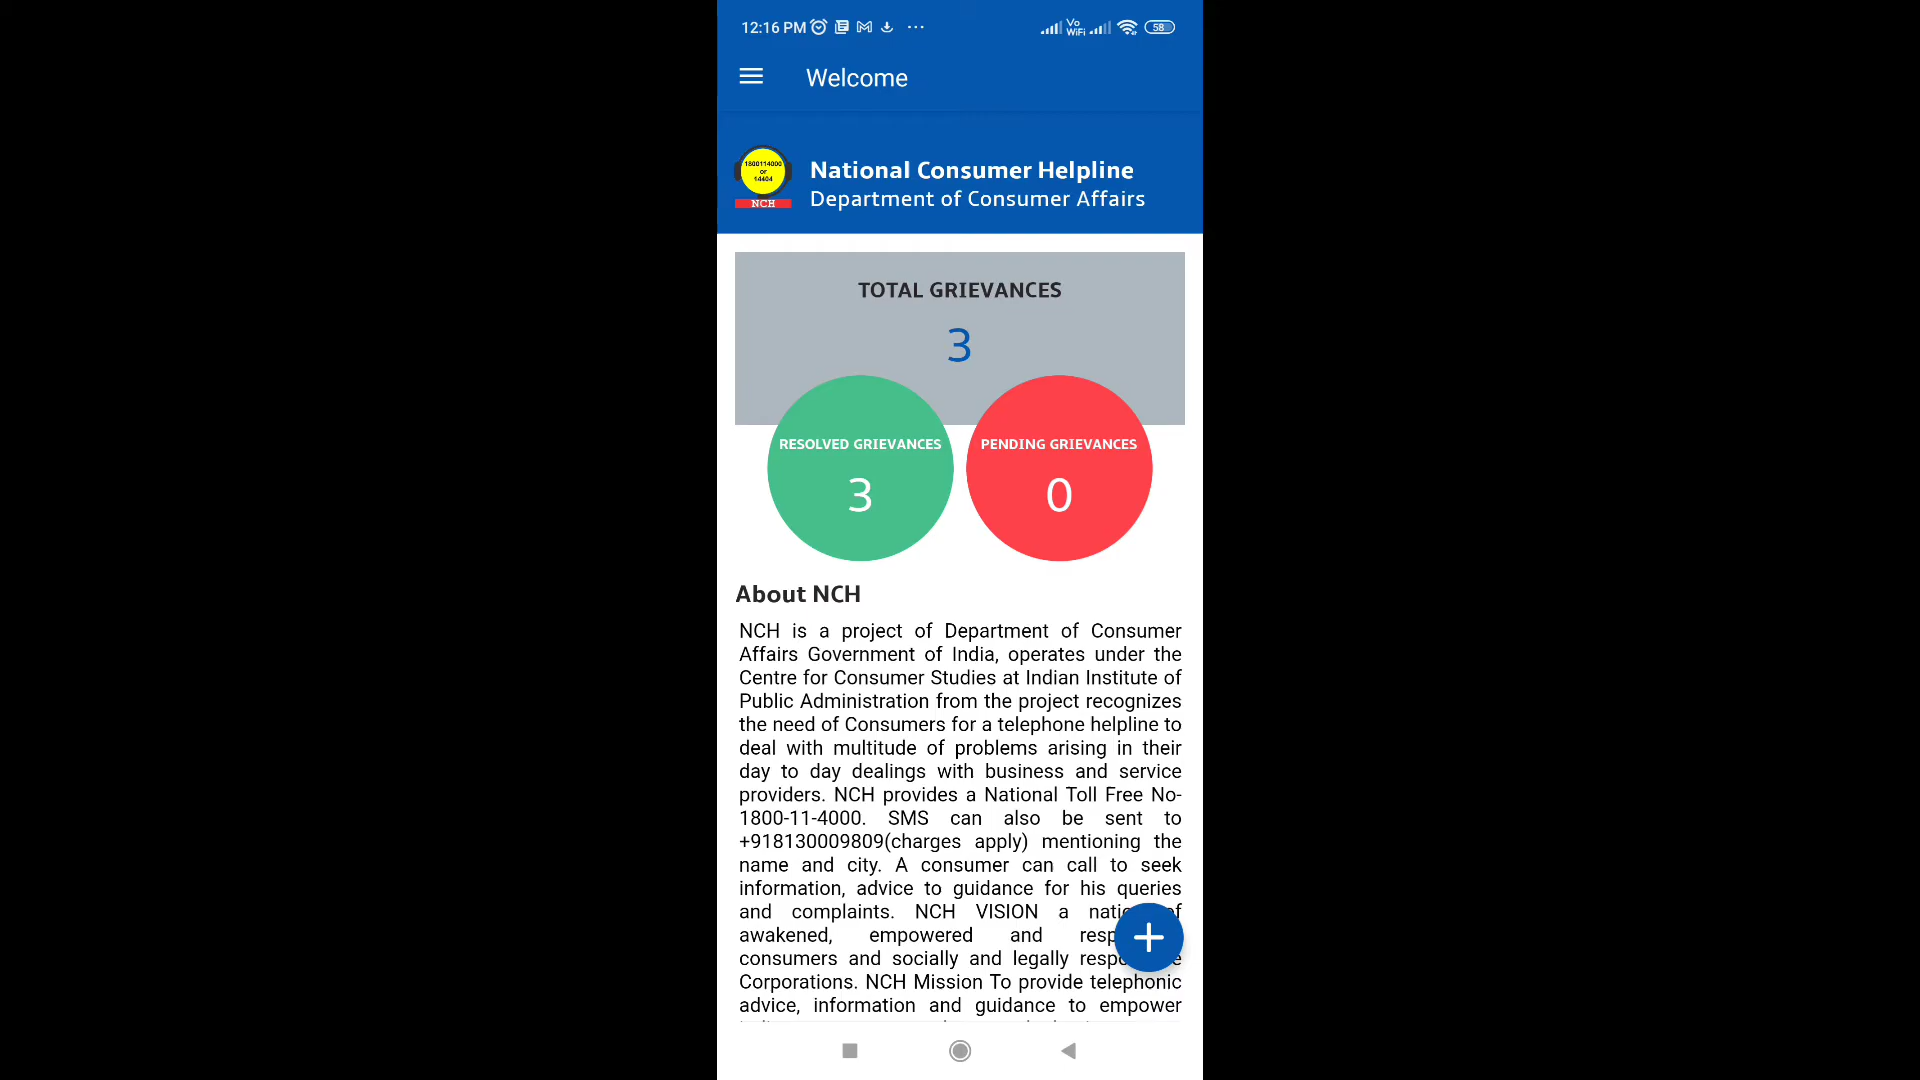 12:16 PM
Vo
WiFi
58
Welcome
1800114000
or
14404
NCH
National Consumer Helpline
Department of Consumer Affairs
TOTAL GRIEVANCES
3
RESOLVED GRIEVANCES
3
PENDING GRIEVANCES
0
About NCH
NCH is a project of Department of Consumer
Affairs Government of India, operates under the
Centre for Consumer Studies at Indian Institute of
Public Administration from the project recognizes
the need of Consumers for a telephone helpline to
deal with multitude of problems arising in their
day to day dealings with business and service
providers. NCH provides a National Toll Free No-
1800-11-4000. SMS can also be sent to
+918130009809(charges apply) mentioning the
name and city. A consumer can call to seek
information, advice to guidance for his queries
and complaints. NCH VISION a
awakened, empowered and
consumers and socially and legally
Corporations. NCH Mission To provide telephonic
advice, information and guidance to empower